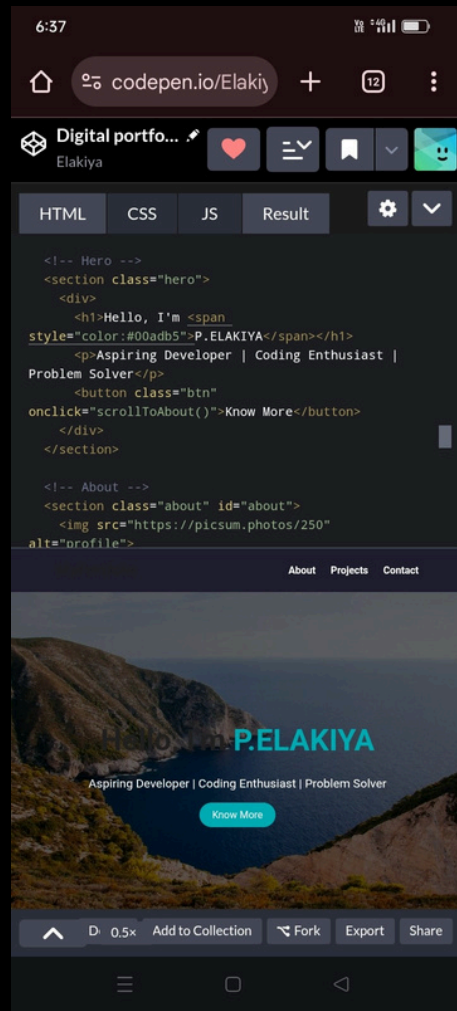 6:37
Vo LTE 4G
codepen.io/Elakiy
12
Digital portfo...
Elakiya
HTML CSS JS Result
<!-- Hero -->
<section class="hero">
<div>
<h1>Hello, I'm <span
style="color:#00adb5">P.ELAKIYA</span></h1>
<p>Aspiring Developer | Coding Enthusiast |
Problem Solver</p>
<button class="btn"
onclick="scrollToAbout()">Know More</button>
</div>
</section>
<!-- About -->
<section class="about" id="about">
<img src="https://picsum.photos/250"
alt="profile">
About Projects Contact
Hello, I'm P.ELAKIYA
Aspiring Developer | Coding Enthusiast | Problem Solver
Know More
0.5× Add to Collection Fork Export Share